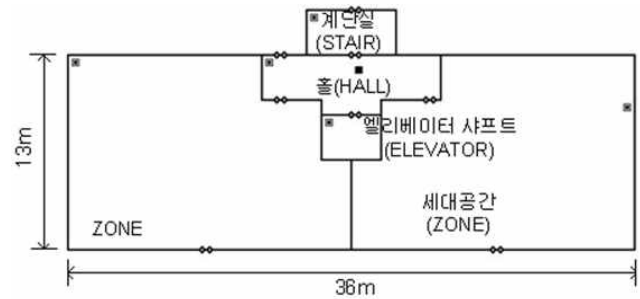 계단실
(STAIR)
홀(HALL)
엘리베이터 샤프트
(ELEVATOR)
13m
세대공간
(ZONE)
ZONE
36m